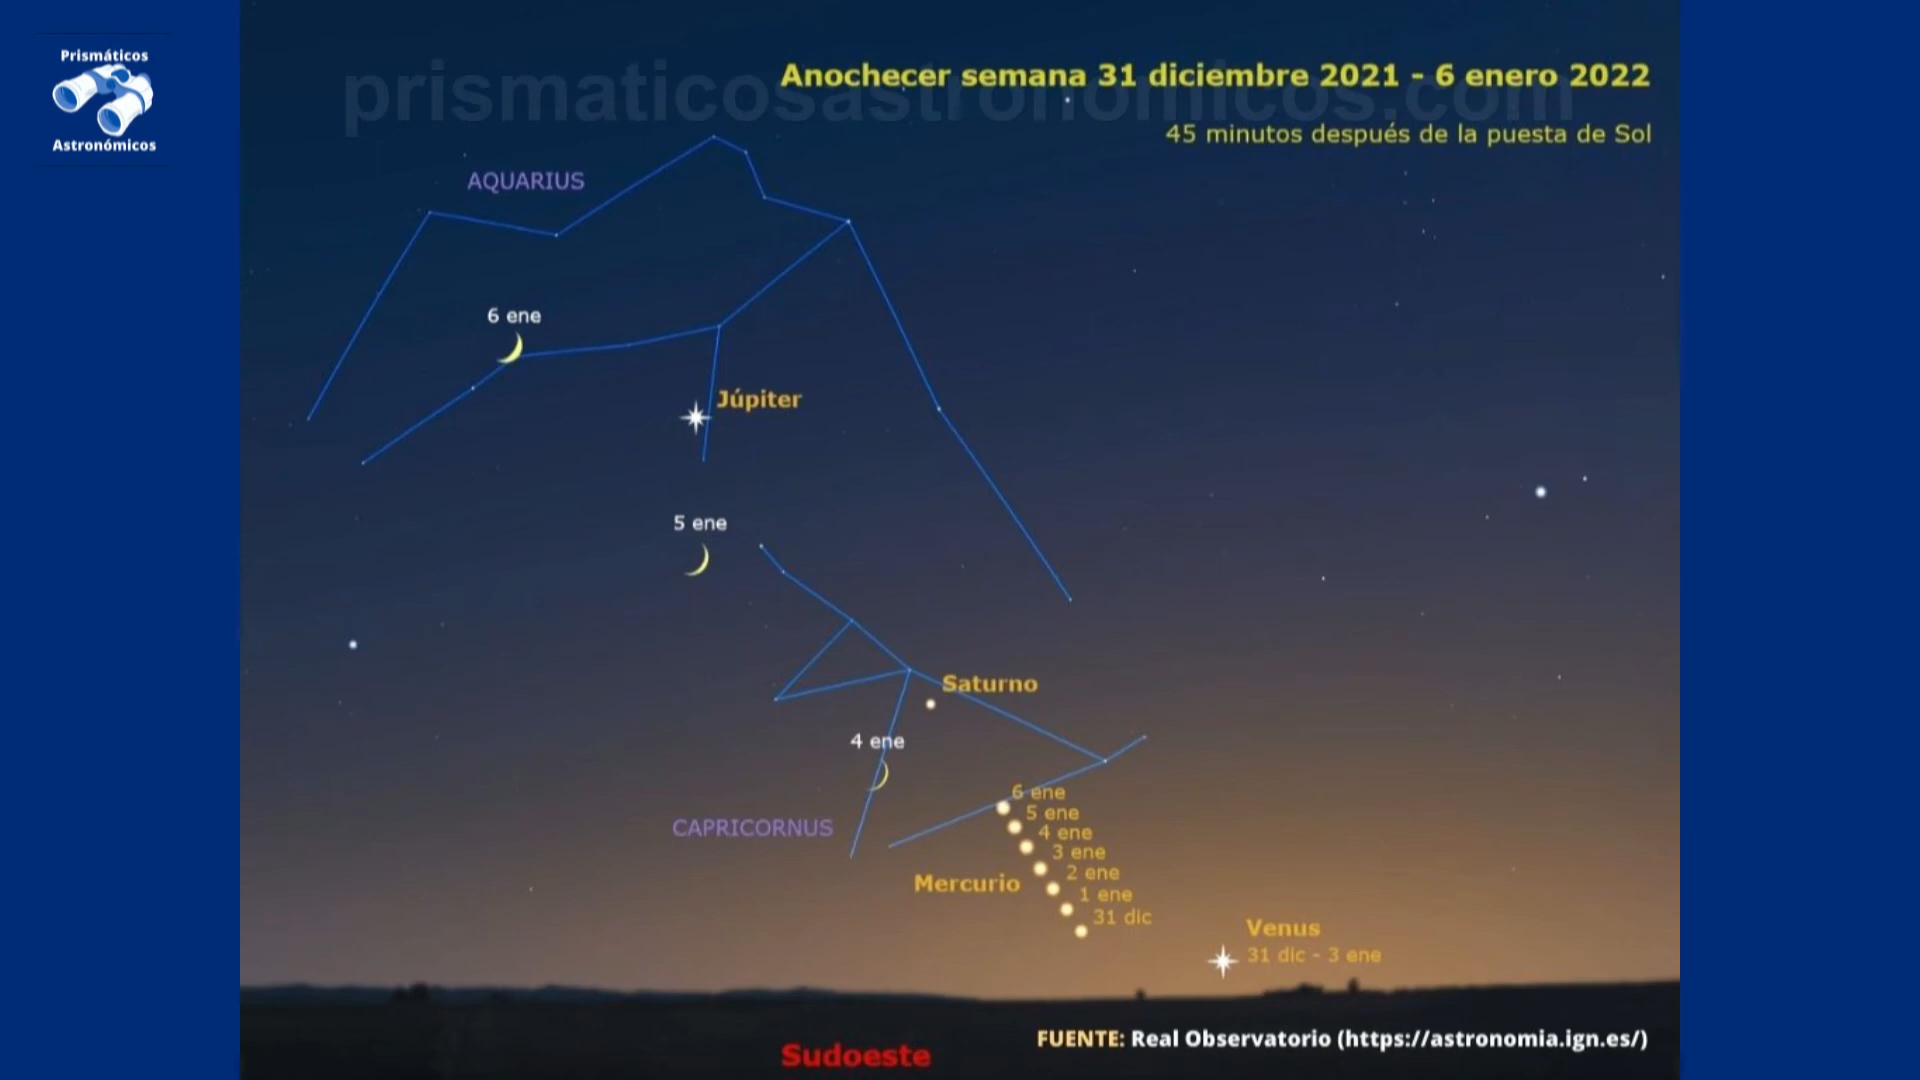 Prismáticos
Astronómicos
prismaticosastronomicos.com
Anochecer semana 31 diciembre 2021 - 6 enero 2022
45 minutos después de la puesta de Sol
AQUARIUS
6 ene
Júpiter
5 ene
Saturno
4 ene
CAPRICORNUS
6 ene
5 ene
4 ene
3 ene
2 ene
1 ene
31 dic
Mercurio
Venus
31 dic - 3 ene
FUENTE: Real Observatorio (https://astronomia.ign.es/)
Sudoeste